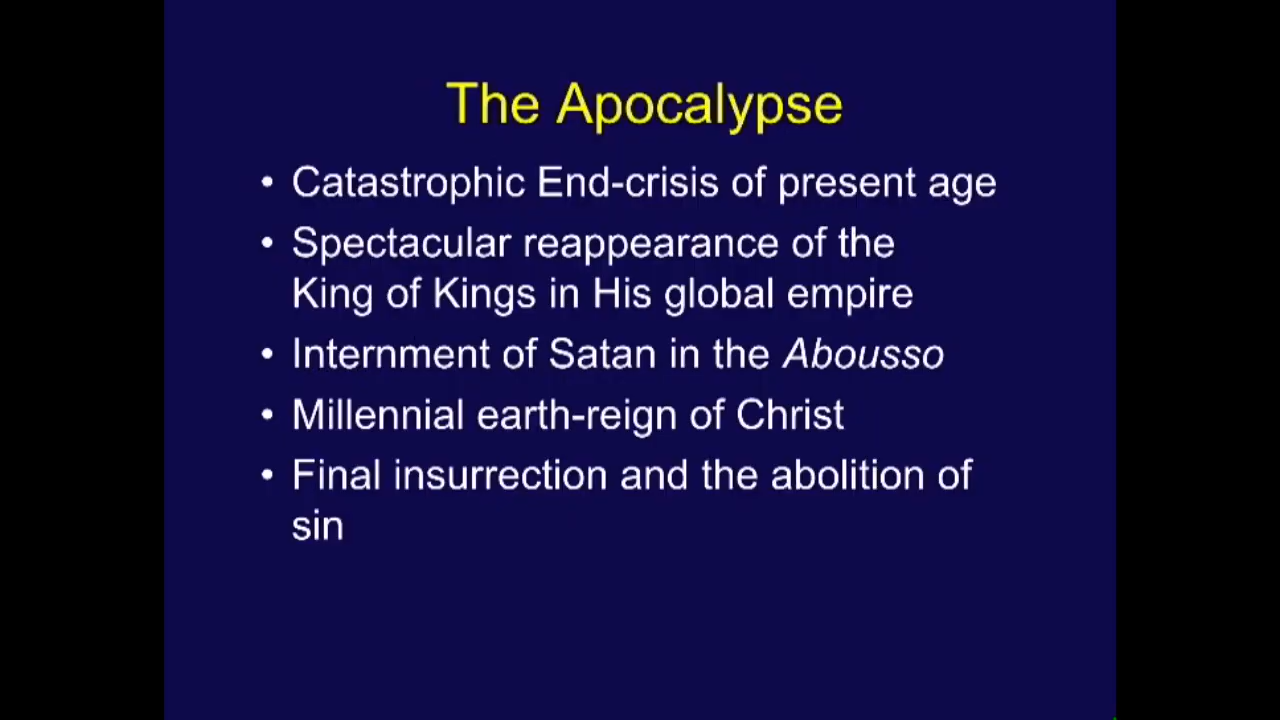 The Apocalypse
• Catastrophic End-crisis of present age
• Spectacular reappearance of the
King of Kings in His global empire
• Internment of Satan in the Abousso
• Millennial earth-reign of Christ
• Final insurrection and the abolition of
sin